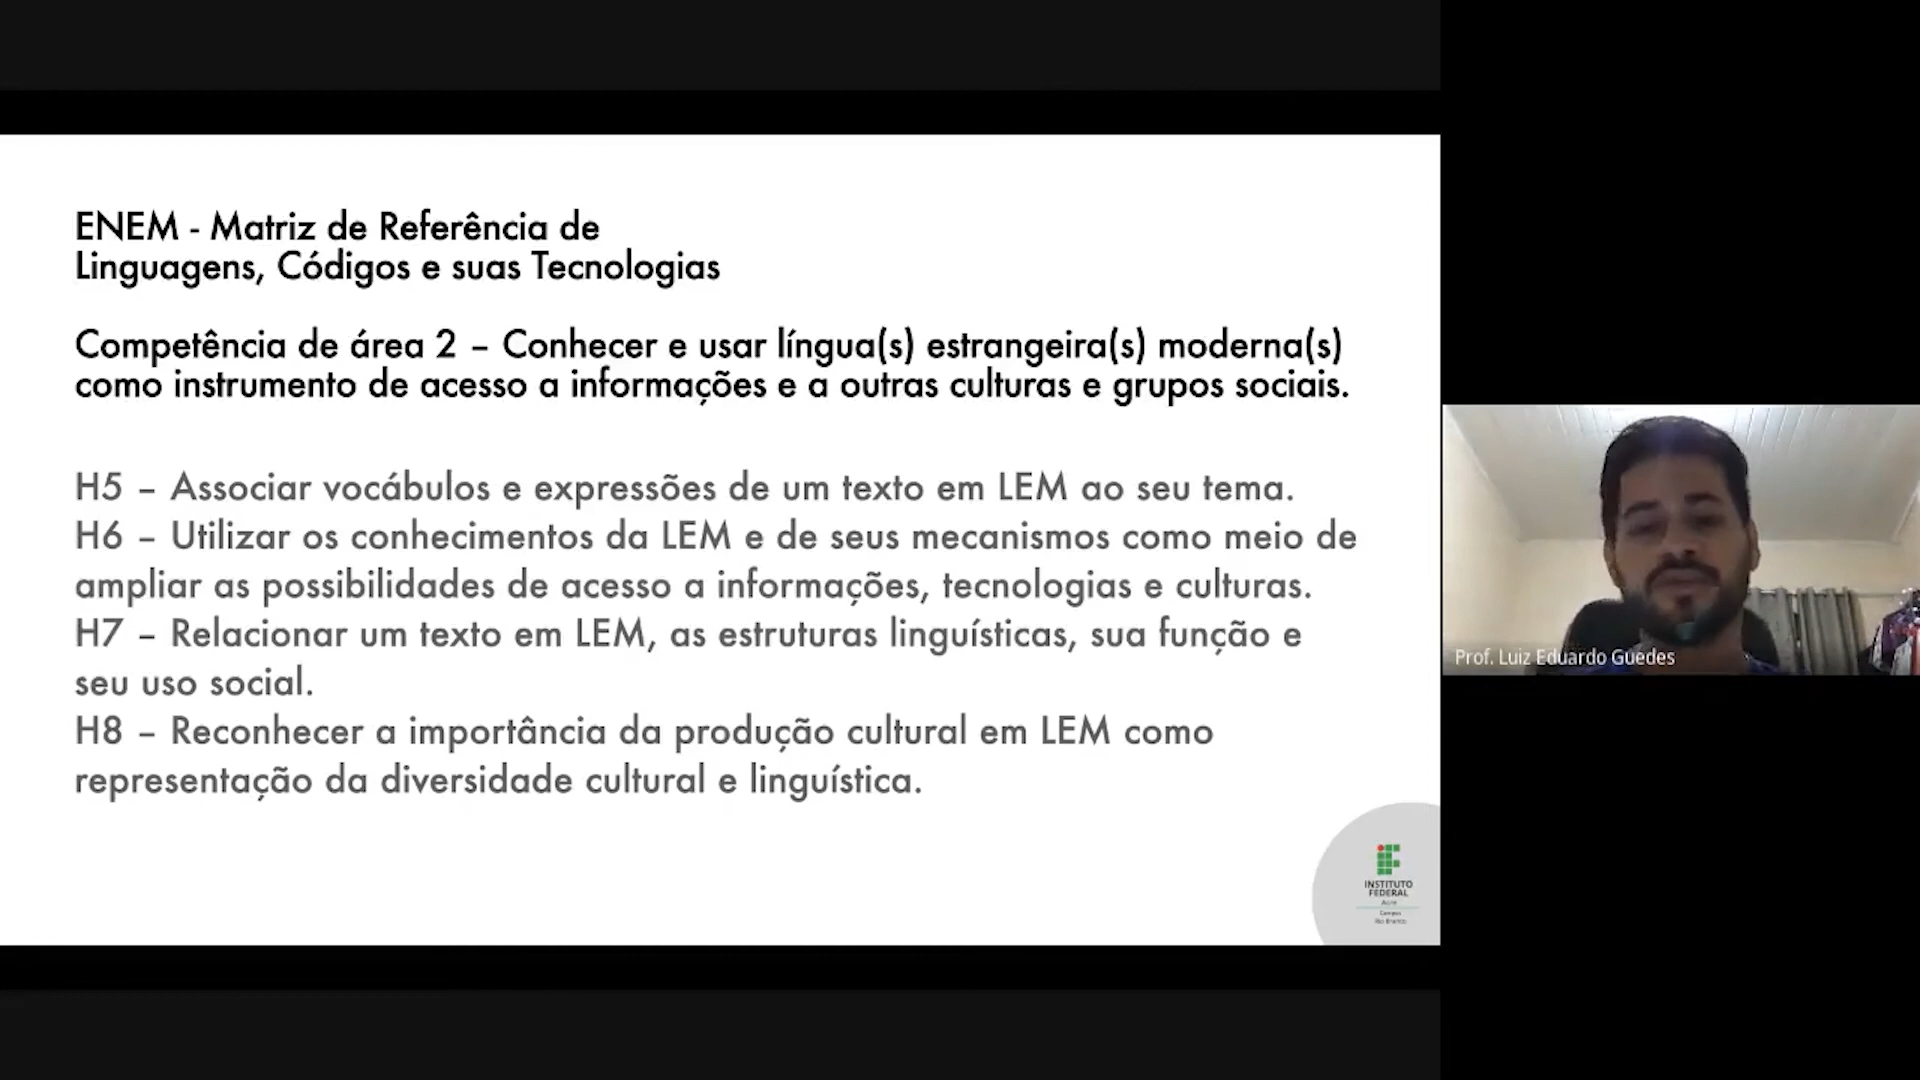 ENEM - Matriz de Referência de
Linguagens, Códigos e suas Tecnologias
Competência de área 2 – Conhecer e usar língua(s) estrangeira(s) moderna(s)
como instrumento de acesso a informações e a outras culturas e grupos sociais.
H5 – Associar vocábulos e expressões de um texto em LEM ao seu tema.
H6 – Utilizar os conhecimentos da LEM e de seus mecanismos como meio de
ampliar as possibilidades de acesso a informações, tecnologias e culturas.
H7 – Relacionar um texto em LEM, as estruturas linguísticas, sua função e
seu uso social.
H8 – Reconhecer a importância da produção cultural em LEM como
representação da diversidade cultural e linguística.
Prof. Luiz Eduardo Guedes
INSTITUTO
FEDERAL
Acre
Campus
Rio Branco